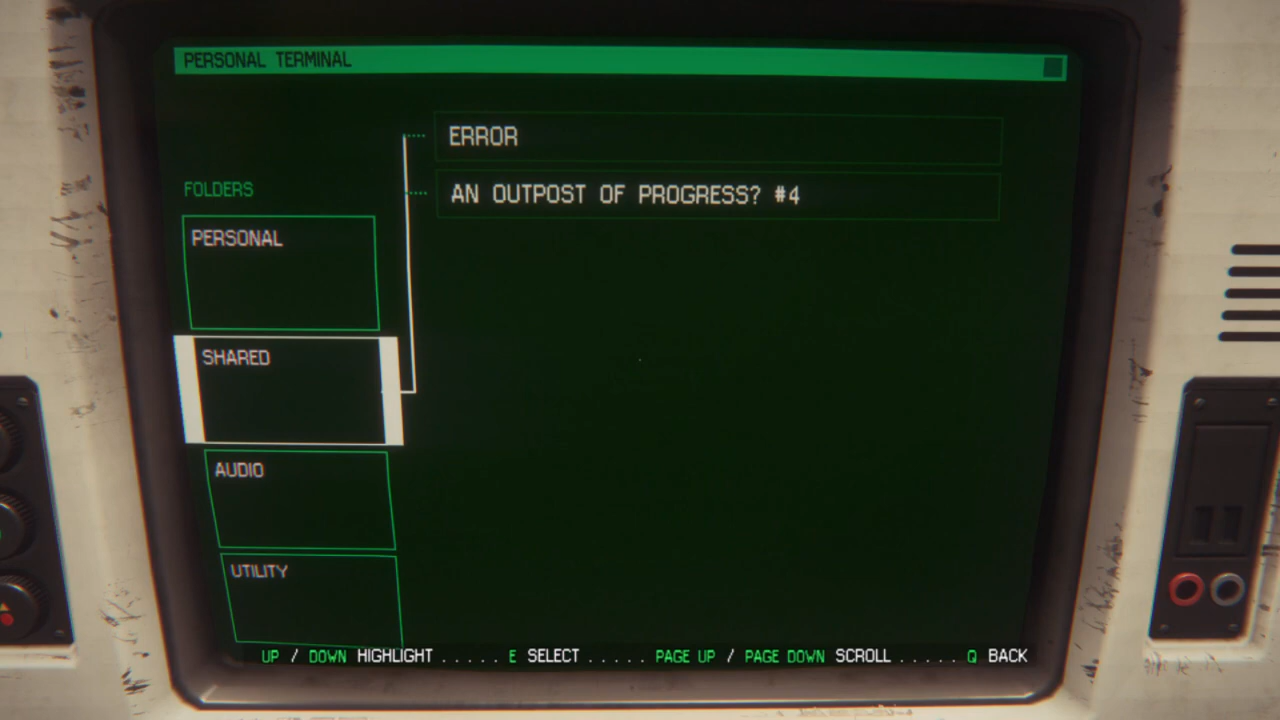 PERSONAL TERMINAL
ERROR
AN OUTPOST OF PROGRESS? #4
FOLDERS
PERSONAL
SHARED
AUDIO
UTILITY
UP / DOWN HIGHLIGHT ..... E SELECT ..... PAGE UP / PAGE DOWN SCROLL ..... Q BACK